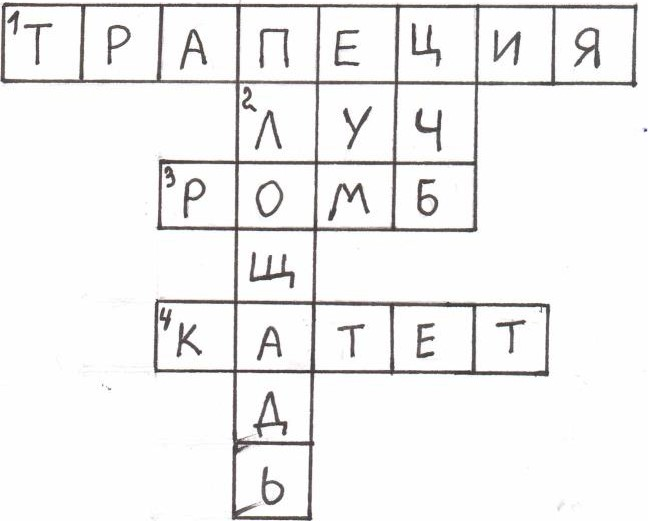 1ТРАПЕЦИЯ
2ЛУЧ
3РОМБ
Щ
4КАТЕТ
Д
Ь